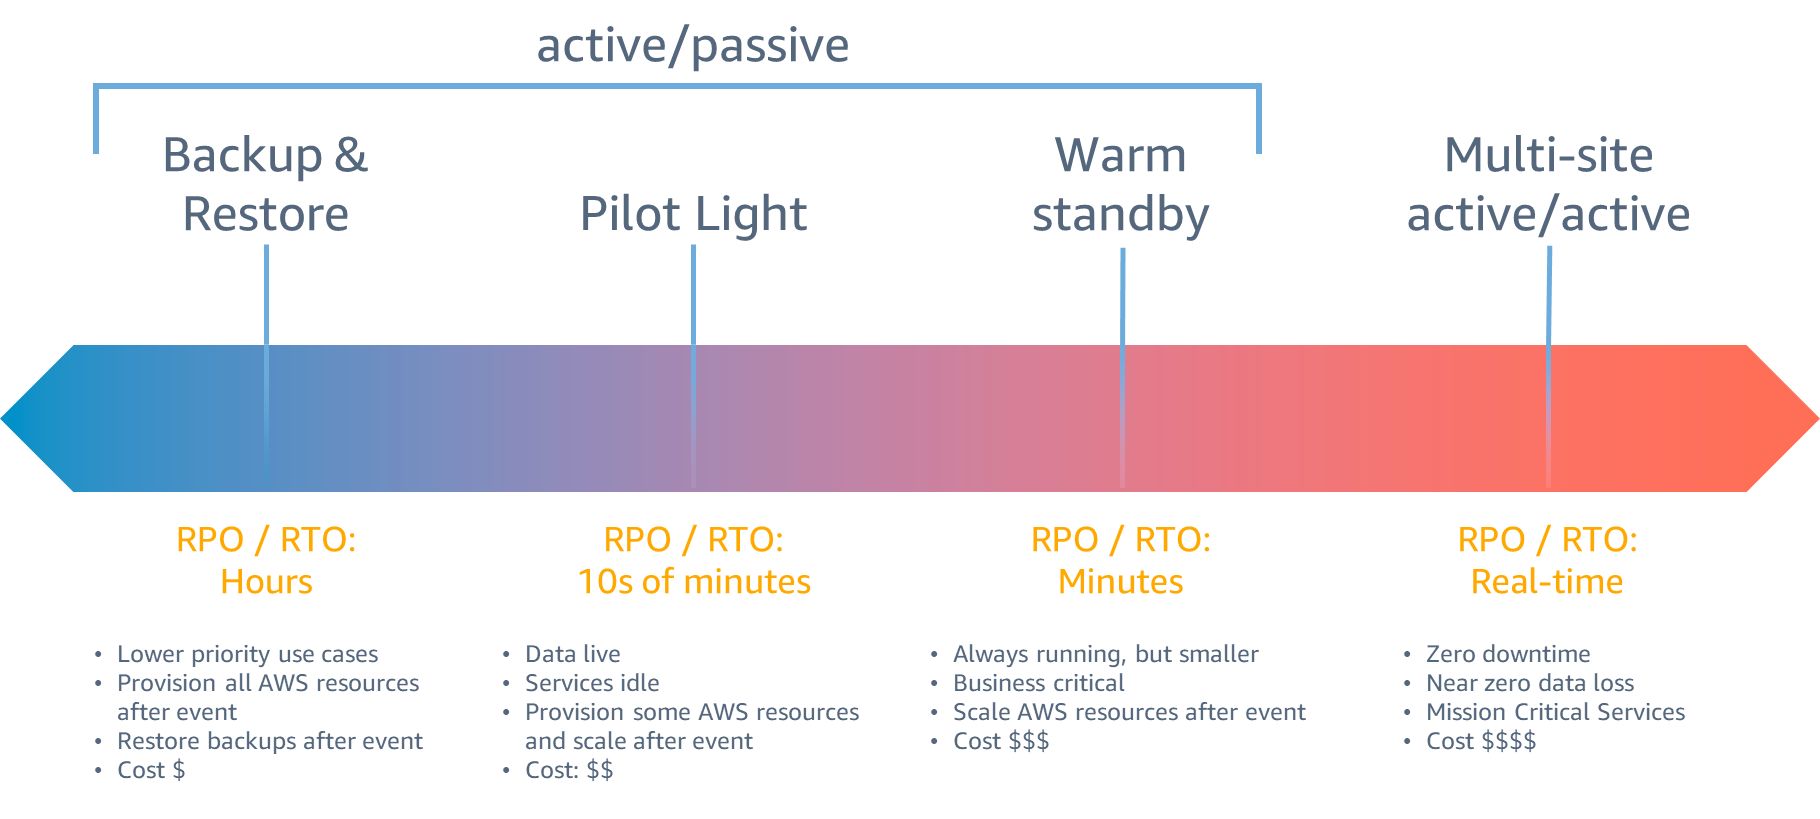 active/passive
Backup &
Restore
Pilot Light
Warm
standby
Multi-site
active/active
RPO / RTO:
Hours
RPO / RTO:
10s of minutes
RPO / RTO:
Minutes
RPO / RTO:
Real-time
• Lower priority use cases
• Provision all AWS resources
after event
• Restore backups after event
• Cost $
• Data live
• Services idle
• Provision some AWS resources
and scale after event
• Cost: $$
• Always running, but smaller
• Business critical
• Scale AWS resources after event
• Cost $$$
• Zero downtime
• Near zero data loss
• Mission Critical Services
• Cost $$$$